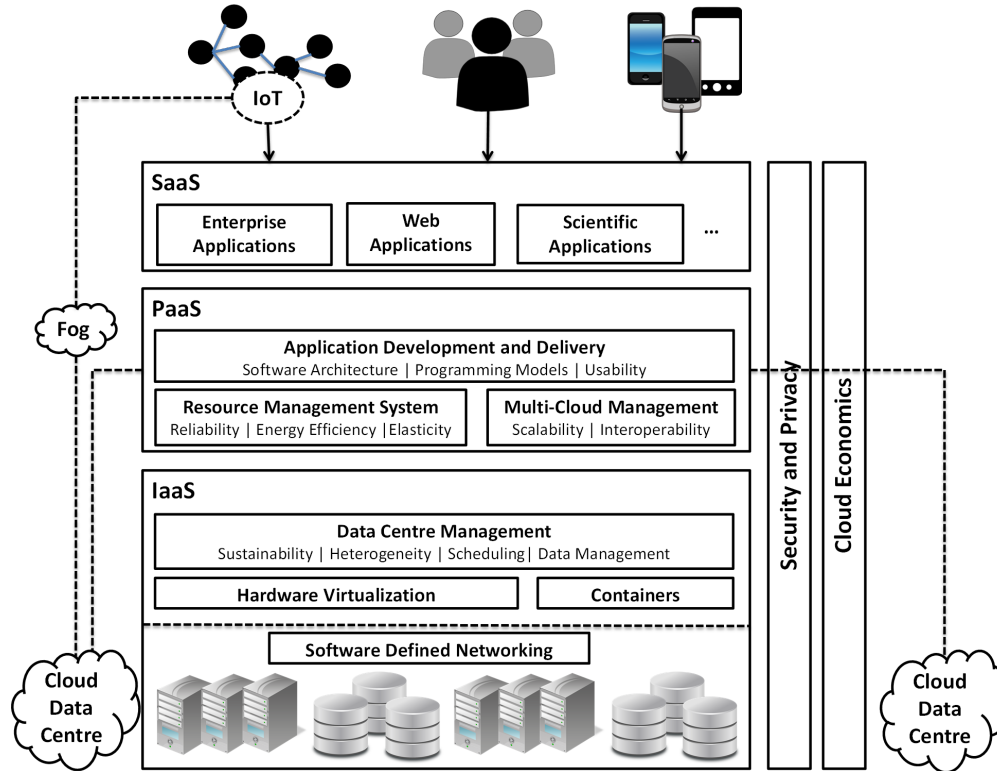 IoT
SaaS
Enterprise
Applications
Web
Applications
Scientific
Applications
...
PaaS
Application Development and Delivery
Software Architecture | Programming Models | Usability
Resource Management System
Reliability | Energy Efficiency |Elasticity
Multi-Cloud Management
Scalability | Interoperability
IaaS
Data Centre Management
Sustainability | Heterogeneity | Scheduling| Data Management
Hardware Virtualization
Containers
Software Defined Networking
Security and Privacy
Cloud Economics
Fog
Cloud
Data
Centre
Cloud
Data
Centre